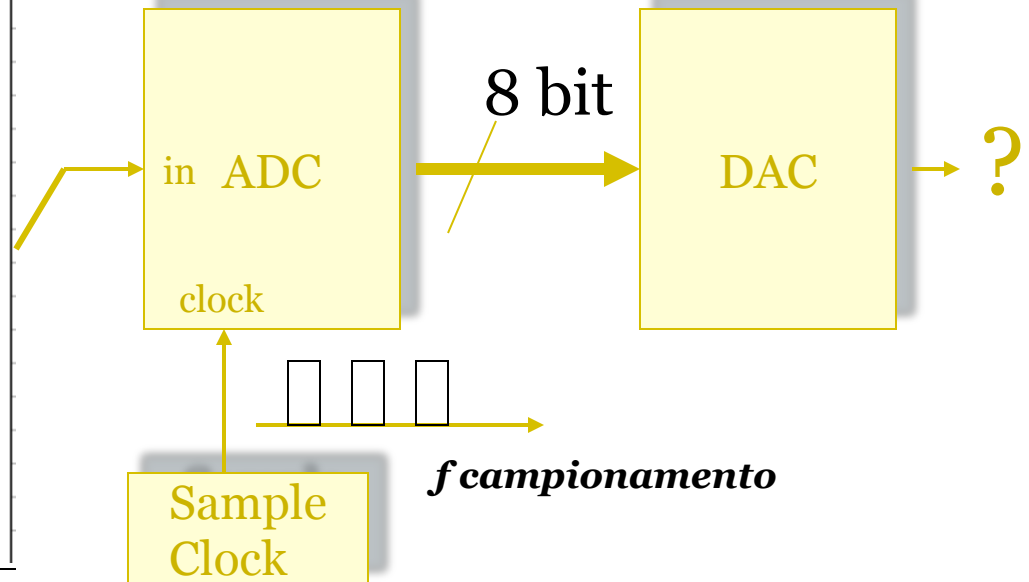 8 bit
in ADC
DAC
?
clock
f campionamento
Sample
Clock